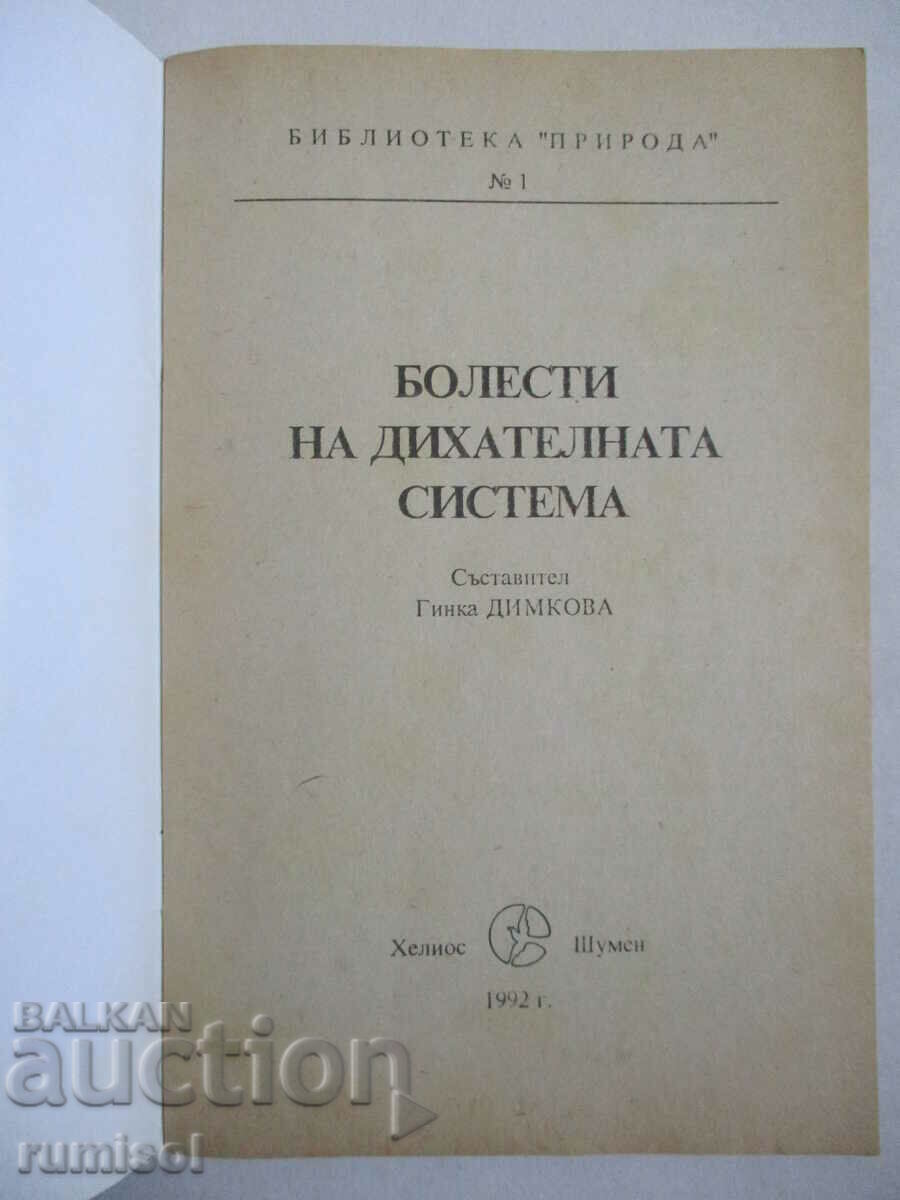 БИБЛИОТЕКА "ПРИРОДА"
№ 1
БОЛЕСТИ
НА ДИХАТЕЛНАТА
СИСТЕМА
Съставител
Гинка ДИМКОВА
Хелиос Шумен
1992 г.
BALKAN
auction
rumisol